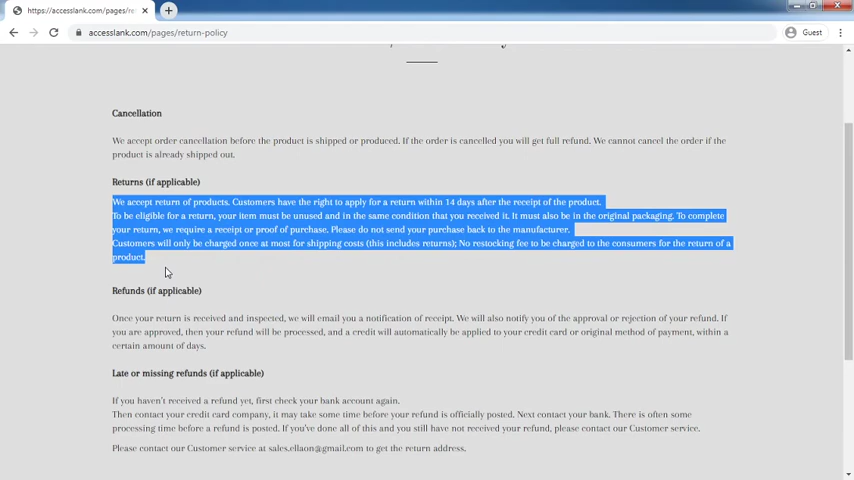 https://accesslank.com/pages/re
accesslank.com/pages/return-policy
Guest
Cancellation
We accept order cancellation before the product is shipped or produced. If the order is cancelled you will get full refund. We cannot cancel the order if the
product is already shipped out.
Returns (if applicable)
We accept return of products. Customers have the right to apply for a return within 14 days after the receipt of the product.
To be eligible for a return, your item must be unused and in the same condition that you received it. It must also be in the original packaging. To complete
your return, we require a receipt or proof of purchase. Please do not send your purchase back to the manufacturer.
Customers will only be charged once at most for shipping costs (this includes returns); No restocking fee to be charged to the consumers for the return of a
product.
Refunds (if applicable)
Once your return is received and inspected, we will email you a notification of receipt. We will also notify you of the approval or rejection of your refund. If
you are approved, then your refund will be processed, and a credit will automatically be applied to your credit card or original method of payment, within a
certain amount of days.
Late or missing refunds (if applicable)
If you haven't received a refund yet, first check your bank account again.
Then contact your credit card company, it may take some time before your refund is officially posted. Next contact your bank. There is often some
processing time before a refund is posted. If you've done all of this and you still have not received your refund, please contact our Customer service.
Please contact our Customer service at sales.ellaon@gmail.com to get the return address.